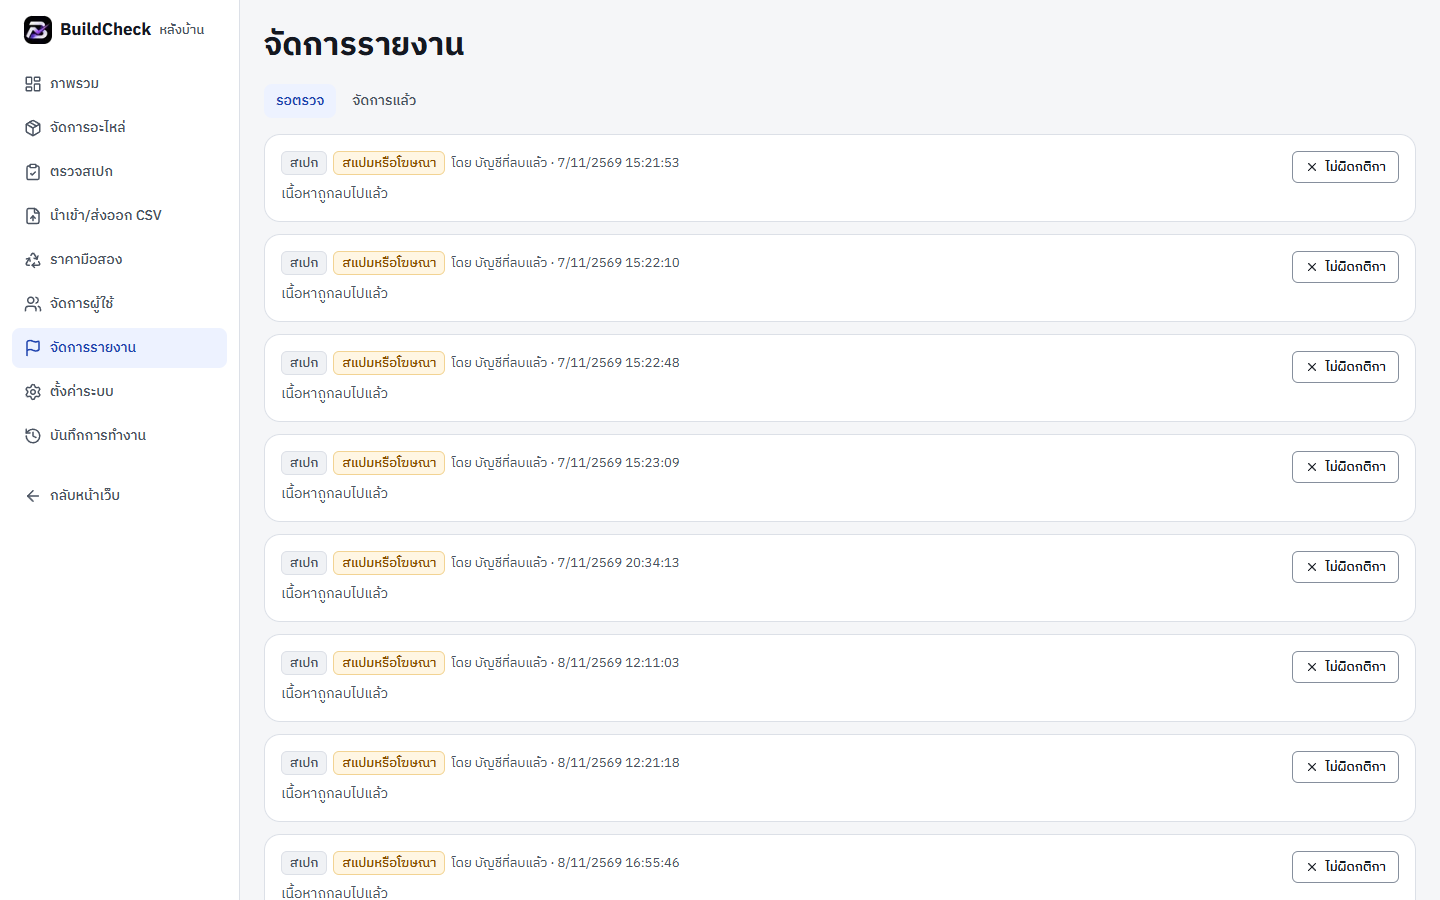 BuildCheck หลังบ้าน
ภาพรวม
จัดการอะไหล่
ตรวจสเปก
นำเข้า/ส่งออก CSV
ราคามือสอง
จัดการผู้ใช้
จัดการรายงาน
ตั้งค่าระบบ
บันทึกการทำงาน
กลับหน้าเว็บ
จัดการรายงาน
รอตรวจ จัดการแล้ว
สเปก สแปมหรือโฆษณา โดย บัญชีที่ลบแล้ว · 7/11/2569 15:21:53 ไม่ผิดกติกา
เนื้อหาถูกลบไปแล้ว
สเปก สแปมหรือโฆษณา โดย บัญชีที่ลบแล้ว · 7/11/2569 15:22:10 ไม่ผิดกติกา
เนื้อหาถูกลบไปแล้ว
สเปก สแปมหรือโฆษณา โดย บัญชีที่ลบแล้ว · 7/11/2569 15:22:48 ไม่ผิดกติกา
เนื้อหาถูกลบไปแล้ว
สเปก สแปมหรือโฆษณา โดย บัญชีที่ลบแล้ว · 7/11/2569 15:23:09 ไม่ผิดกติกา
เนื้อหาถูกลบไปแล้ว
สเปก สแปมหรือโฆษณา โดย บัญชีที่ลบแล้ว · 7/11/2569 20:34:13 ไม่ผิดกติกา
เนื้อหาถูกลบไปแล้ว
สเปก สแปมหรือโฆษณา โดย บัญชีที่ลบแล้ว · 8/11/2569 12:11:03 ไม่ผิดกติกา
เนื้อหาถูกลบไปแล้ว
สเปก สแปมหรือโฆษณา โดย บัญชีที่ลบแล้ว · 8/11/2569 12:21:18 ไม่ผิดกติกา
เนื้อหาถูกลบไปแล้ว
สเปก สแปมหรือโฆษณา โดย บัญชีที่ลบแล้ว · 8/11/2569 16:55:46 ไม่ผิดกติกา
เนื้อหาถูกลบไปแล้ว